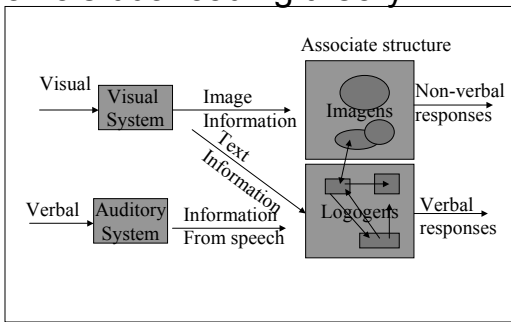 Associate structure
Visual
Visual
System
Image
Information
Text
Information
Imagens
Non-verbal
responses
Verbal
Auditory
System
Information
From speech
Logogens
Verbal
responses